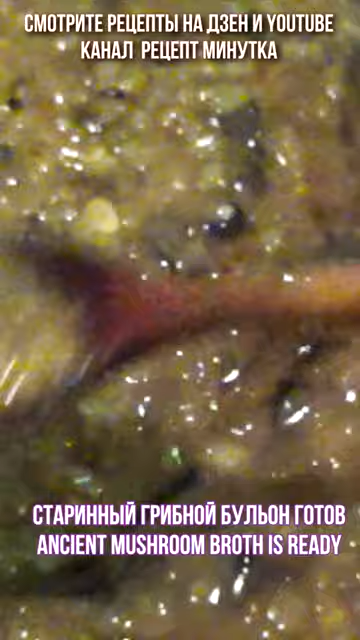 СМОТРИТЕ РЕЦЕПТЫ НА ДЗЕН И YOUTUBE
КАНАЛ РЕЦЕПТ МИНУТКА
СТАРИННЫЙ ГРИБНОЙ БУЛЬОН ГОТОВ
ANCIENT MUSHROOM BROTH IS READY